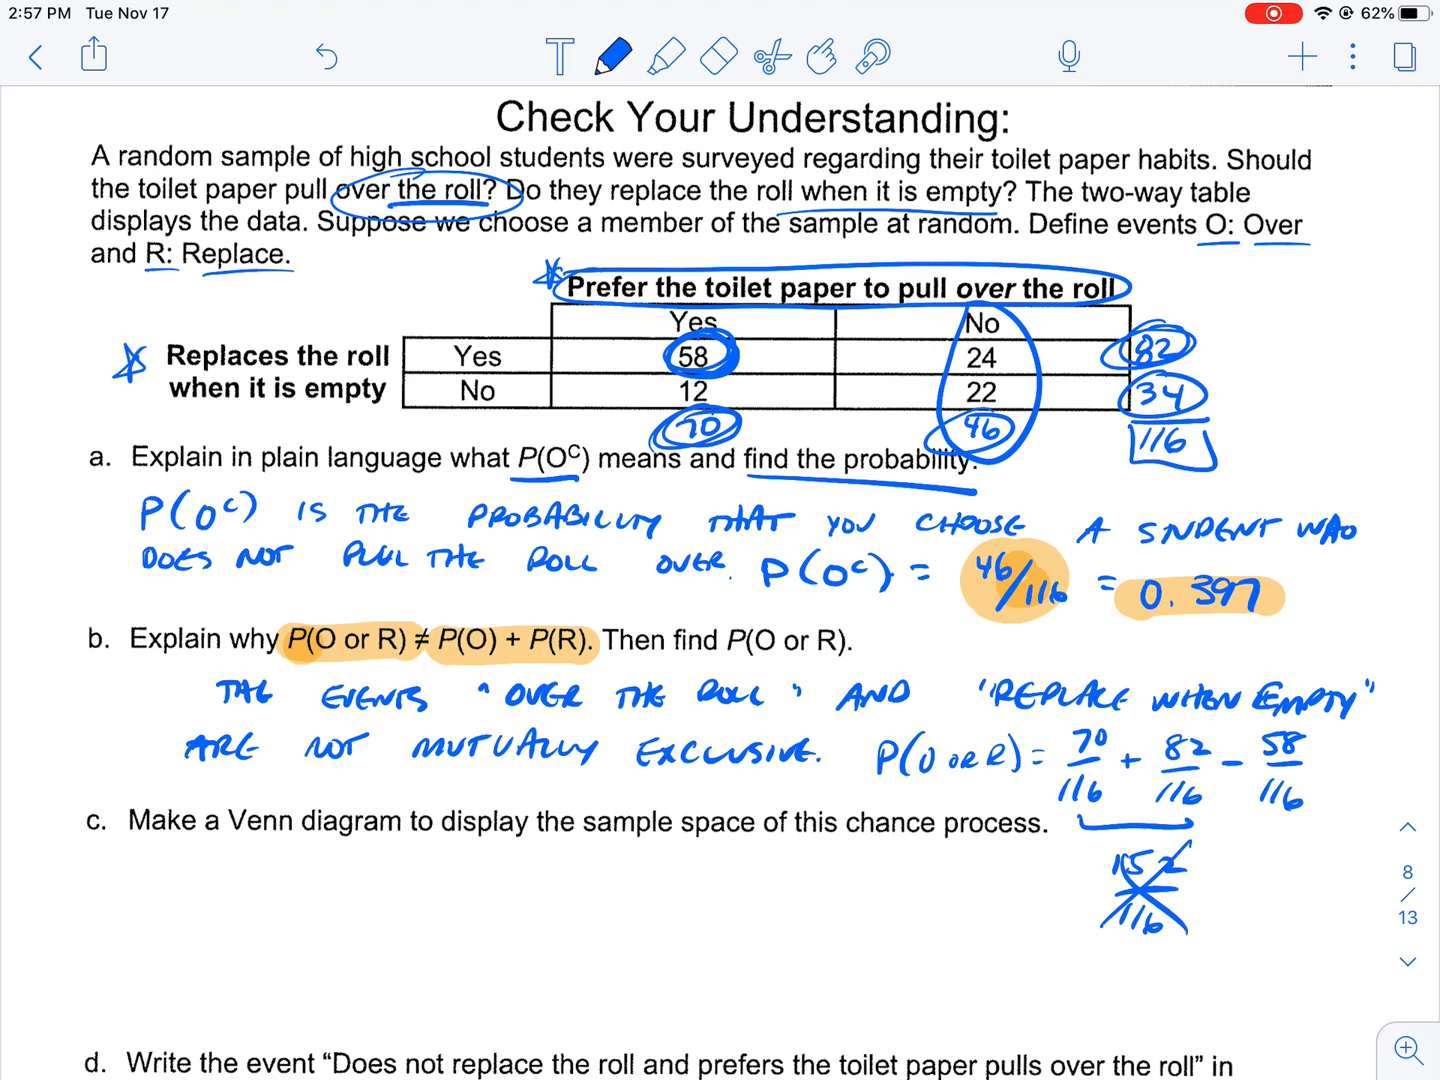 2:57 PM Tue Nov 17
62%
T
Check Your Understanding:
A random sample of high school students were surveyed regarding their toilet paper habits. Should
the toilet paper pull over the roll? Do they replace the roll when it is empty? The two-way table
displays the data. Suppose we choose a member of the sample at random. Define events O: Over
and R: Replace.
Prefer the toilet paper to pull over the roll
Yes No
Replaces the roll when it is empty
Yes 58 24 82
No 12 22 34
70 46 116
a. Explain in plain language what P(Oᶜ) means and find the probability.
P(Oᶜ) IS THE PROBABILITY THAT YOU CHOOSE A STUDENT WHO
DOES NOT PULL THE ROLL OVER. P(Oᶜ) = 46/116 = 0.397
b. Explain why P(O or R) ≠ P(O) + P(R). Then find P(O or R).
THE EVENTS "OVER THE ROLL" AND "REPLACE WHEN EMPTY"
ARE NOT MUTUALLY EXCLUSIVE. P(O OR R) = 70/116 + 82/116 - 58/116
c. Make a Venn diagram to display the sample space of this chance process.
152
116
8
/
13
d. Write the event “Does not replace the roll and prefers the toilet paper pulls over the roll” in